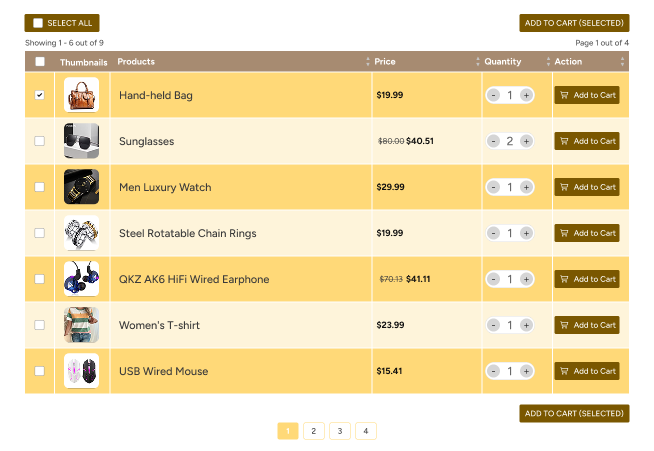 SELECT ALL
ADD TO CART (SELECTED)
Showing 1 - 6 out of 9
Page 1 out of 4
Thumbnails Products Price Quantity Action
Hand-held Bag $19.99 - 1 + Add to Cart
Sunglasses $80.00 $40.51 - 2 + Add to Cart
Men Luxury Watch $29.99 - 1 + Add to Cart
Steel Rotatable Chain Rings $19.99 - 1 + Add to Cart
QKZ AK6 HiFi Wired Earphone $70.13 $41.11 - 1 + Add to Cart
Women's T-shirt $23.99 - 1 + Add to Cart
USB Wired Mouse $15.41 - 1 + Add to Cart
ADD TO CART (SELECTED)
1 2 3 4